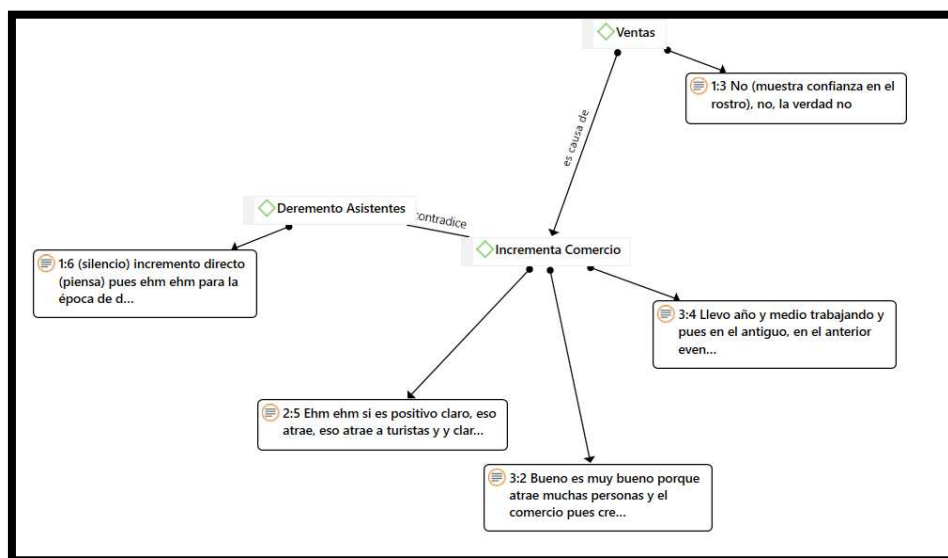 Ventas
1:3 No (muestra confianza en el
rostro), no, la verdad no
es causa de
Deremento Asistentes
contradice
Incrementa Comercio
1:6 (silencio) incremento directo
(piensa) pues ehm ehm para la
época de d...
3:4 Llevo año y medio trabajando y
pues en el antiguo, en el anterior
even...
2:5 Ehm ehm si es positivo claro, eso
atrae, eso atrae a turistas y y clar...
3:2 Bueno es muy bueno porque
atrae muchas personas y el
comercio pues cre...